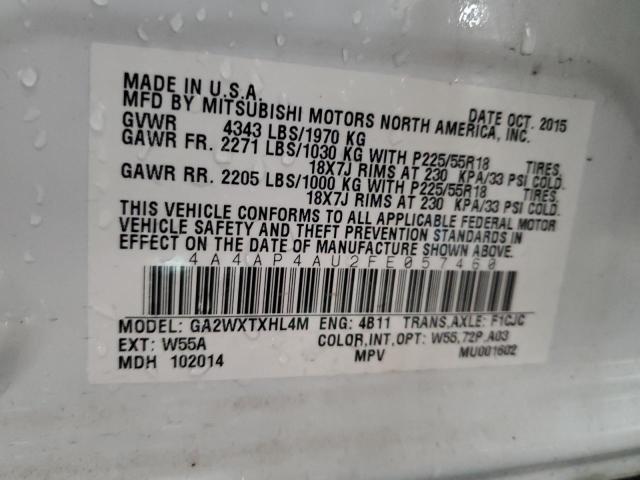 MADE IN U.S.A.
MFD BY MITSUBISHI MOTORS NORTH AMERICA, INC. DATE OCT. 2015
GVWR 4343 LBS/1970 KG
GAWR FR. 2271 LBS/1030 KG WITH P225/55R18 TIRES,
18X7J RIMS AT 230 KPA/33 PSI COLD.
GAWR RR. 2205 LBS/1000 KG WITH P225/55R18 TIRES,
18X7J RIMS AT 230 KPA/33 PSI COLD.
THIS VEHICLE CONFORMS TO ALL APPLICABLE FEDERAL MOTOR
VEHICLE SAFETY AND THEFT PREVENTION STANDARDS IN
EFFECT ON THE DATE OF MANUFACTURE SHOWN ABOVE.
4A4AP4AU2FE057460
MODEL: GA2WXTXHL4M ENG: 4B11 TRANS,AXLE: F1CJC
EXT: W55A COLOR,INT,OPT: W55,72P,A03
MDH 102014 MPV MU001602